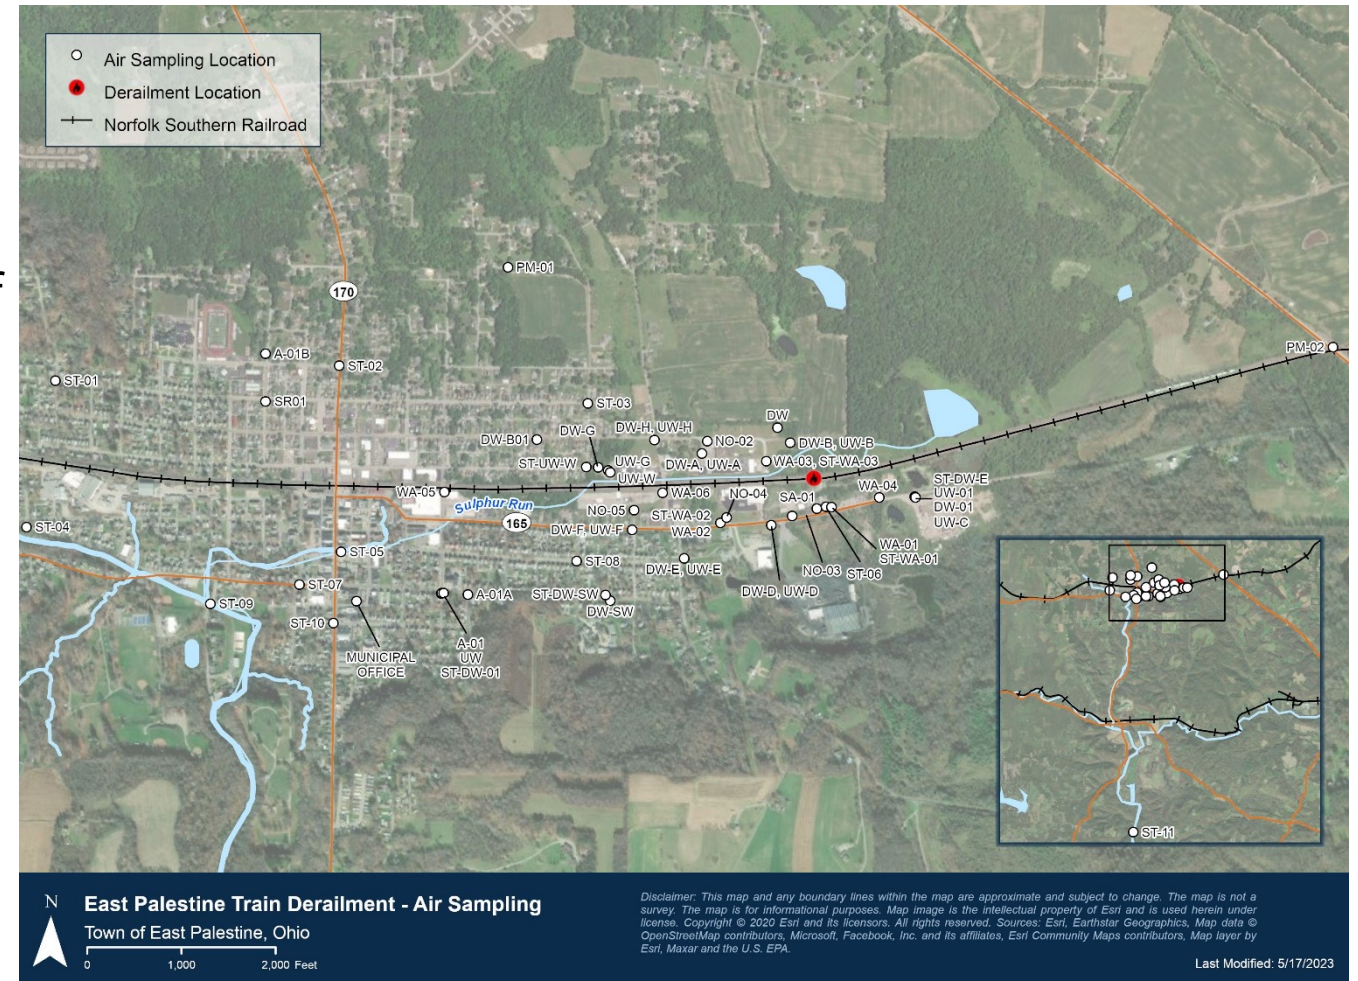 Air Sampling Location
Derailment Location
Norfolk Southern Railroad
f
PM-01
170
PM-02
A-01B
ST-02
ST-01
SR01
ST-03
DW
DW-G
DW-H, UW-H
DW-B01
NO-02
DW-B, UW-B
ST-UW-W
UW-G
DW-A, UW-A
WA-03, ST-WA-03
UW-W
WA-05
WA-06
NO-04
SA-01
WA-04
ST-DW-E
UW-01
DW-01
UW-C
Sulphur Run
NO-05
ST-WA-02
165
ST-04
DW-F, UW-F
WA-02
WA-01
ST-WA-01
ST-05
ST-08
DW-E, UW-E
NO-03
ST-06
ST-07
DW-D, UW-D
A-01A
ST-DW-SW
ST-09
DW-SW
ST-10
MUNICIPAL
OFFICE
A-01
UW
ST-DW-01
ST-11
N
East Palestine Train Derailment - Air Sampling
Town of East Palestine, Ohio
0 1,000 2,000 Feet
Disclaimer: This map and any boundary lines within the map are approximate and subject to change. The map is not a
survey. The map is for informational purposes. Map image is the intellectual property of Esri and is used herein under
license. Copyright © 2020 Esri and its licensors. All rights reserved. Sources: Esri, Earthstar Geographics, Map data ©
OpenStreetMap contributors, Microsoft, Facebook, Inc. and its affiliates, Esri Community Maps contributors, Map layer by
Esri, Maxar and the U.S. EPA.
Last Modified: 5/17/2023